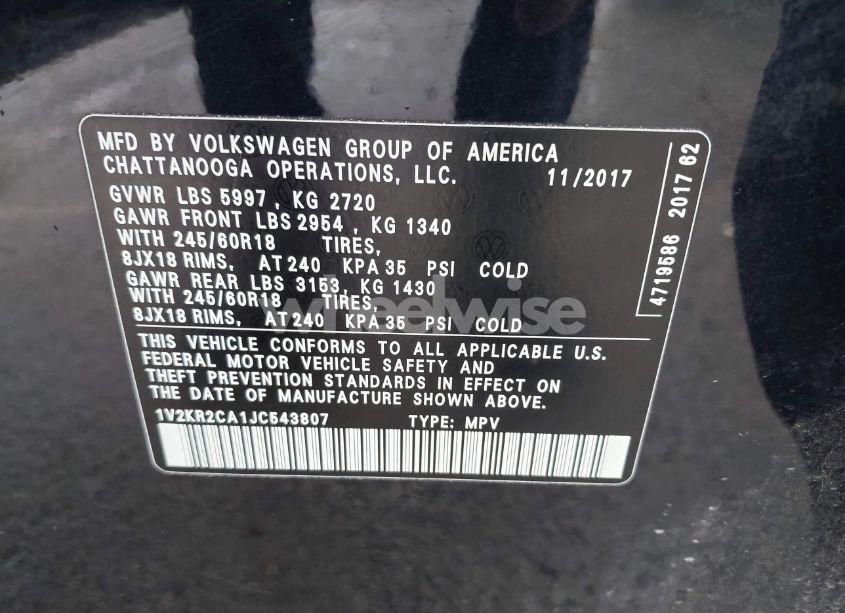 MFD BY VOLKSWAGEN GROUP OF AMERICA
CHATTANOOGA OPERATIONS, LLC. 11/2017
GVWR LBS 5997 , KG 2720
GAWR FRONT LBS 2954 , KG 1340
WITH 245/60R18 TIRES,
8JX18 RIMS, AT 240 KPA 35 PSI COLD
GAWR REAR LBS 3153, KG 1430
WITH 245/60R18 TIRES,
8JX18 RIMS, AT 240 KPA 35 PSI COLD
THIS VEHICLE CONFORMS TO ALL APPLICABLE U.S.
FEDERAL MOTOR VEHICLE SAFETY AND
THEFT PREVENTION STANDARDS IN EFFECT ON
THE DATE OF MANUFACTURE SHOWN ABOVE.
1V2KR2CA1JC543807 TYPE: MPV
4719586 2017 62
wheelwise